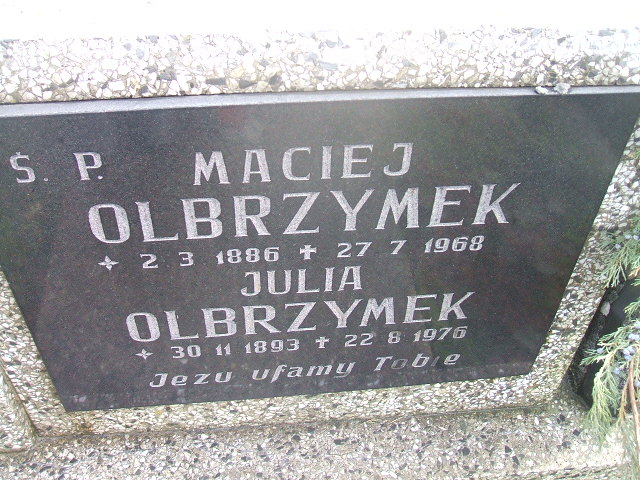 Ś. P. MACIEJ
OLBRZYMEK
2 3 1886 ✝ 27 7 1968
JULIA
OLBRZYMEK
30 11 1893 ✝ 22 8 1976
Jezu ufamy Tobie